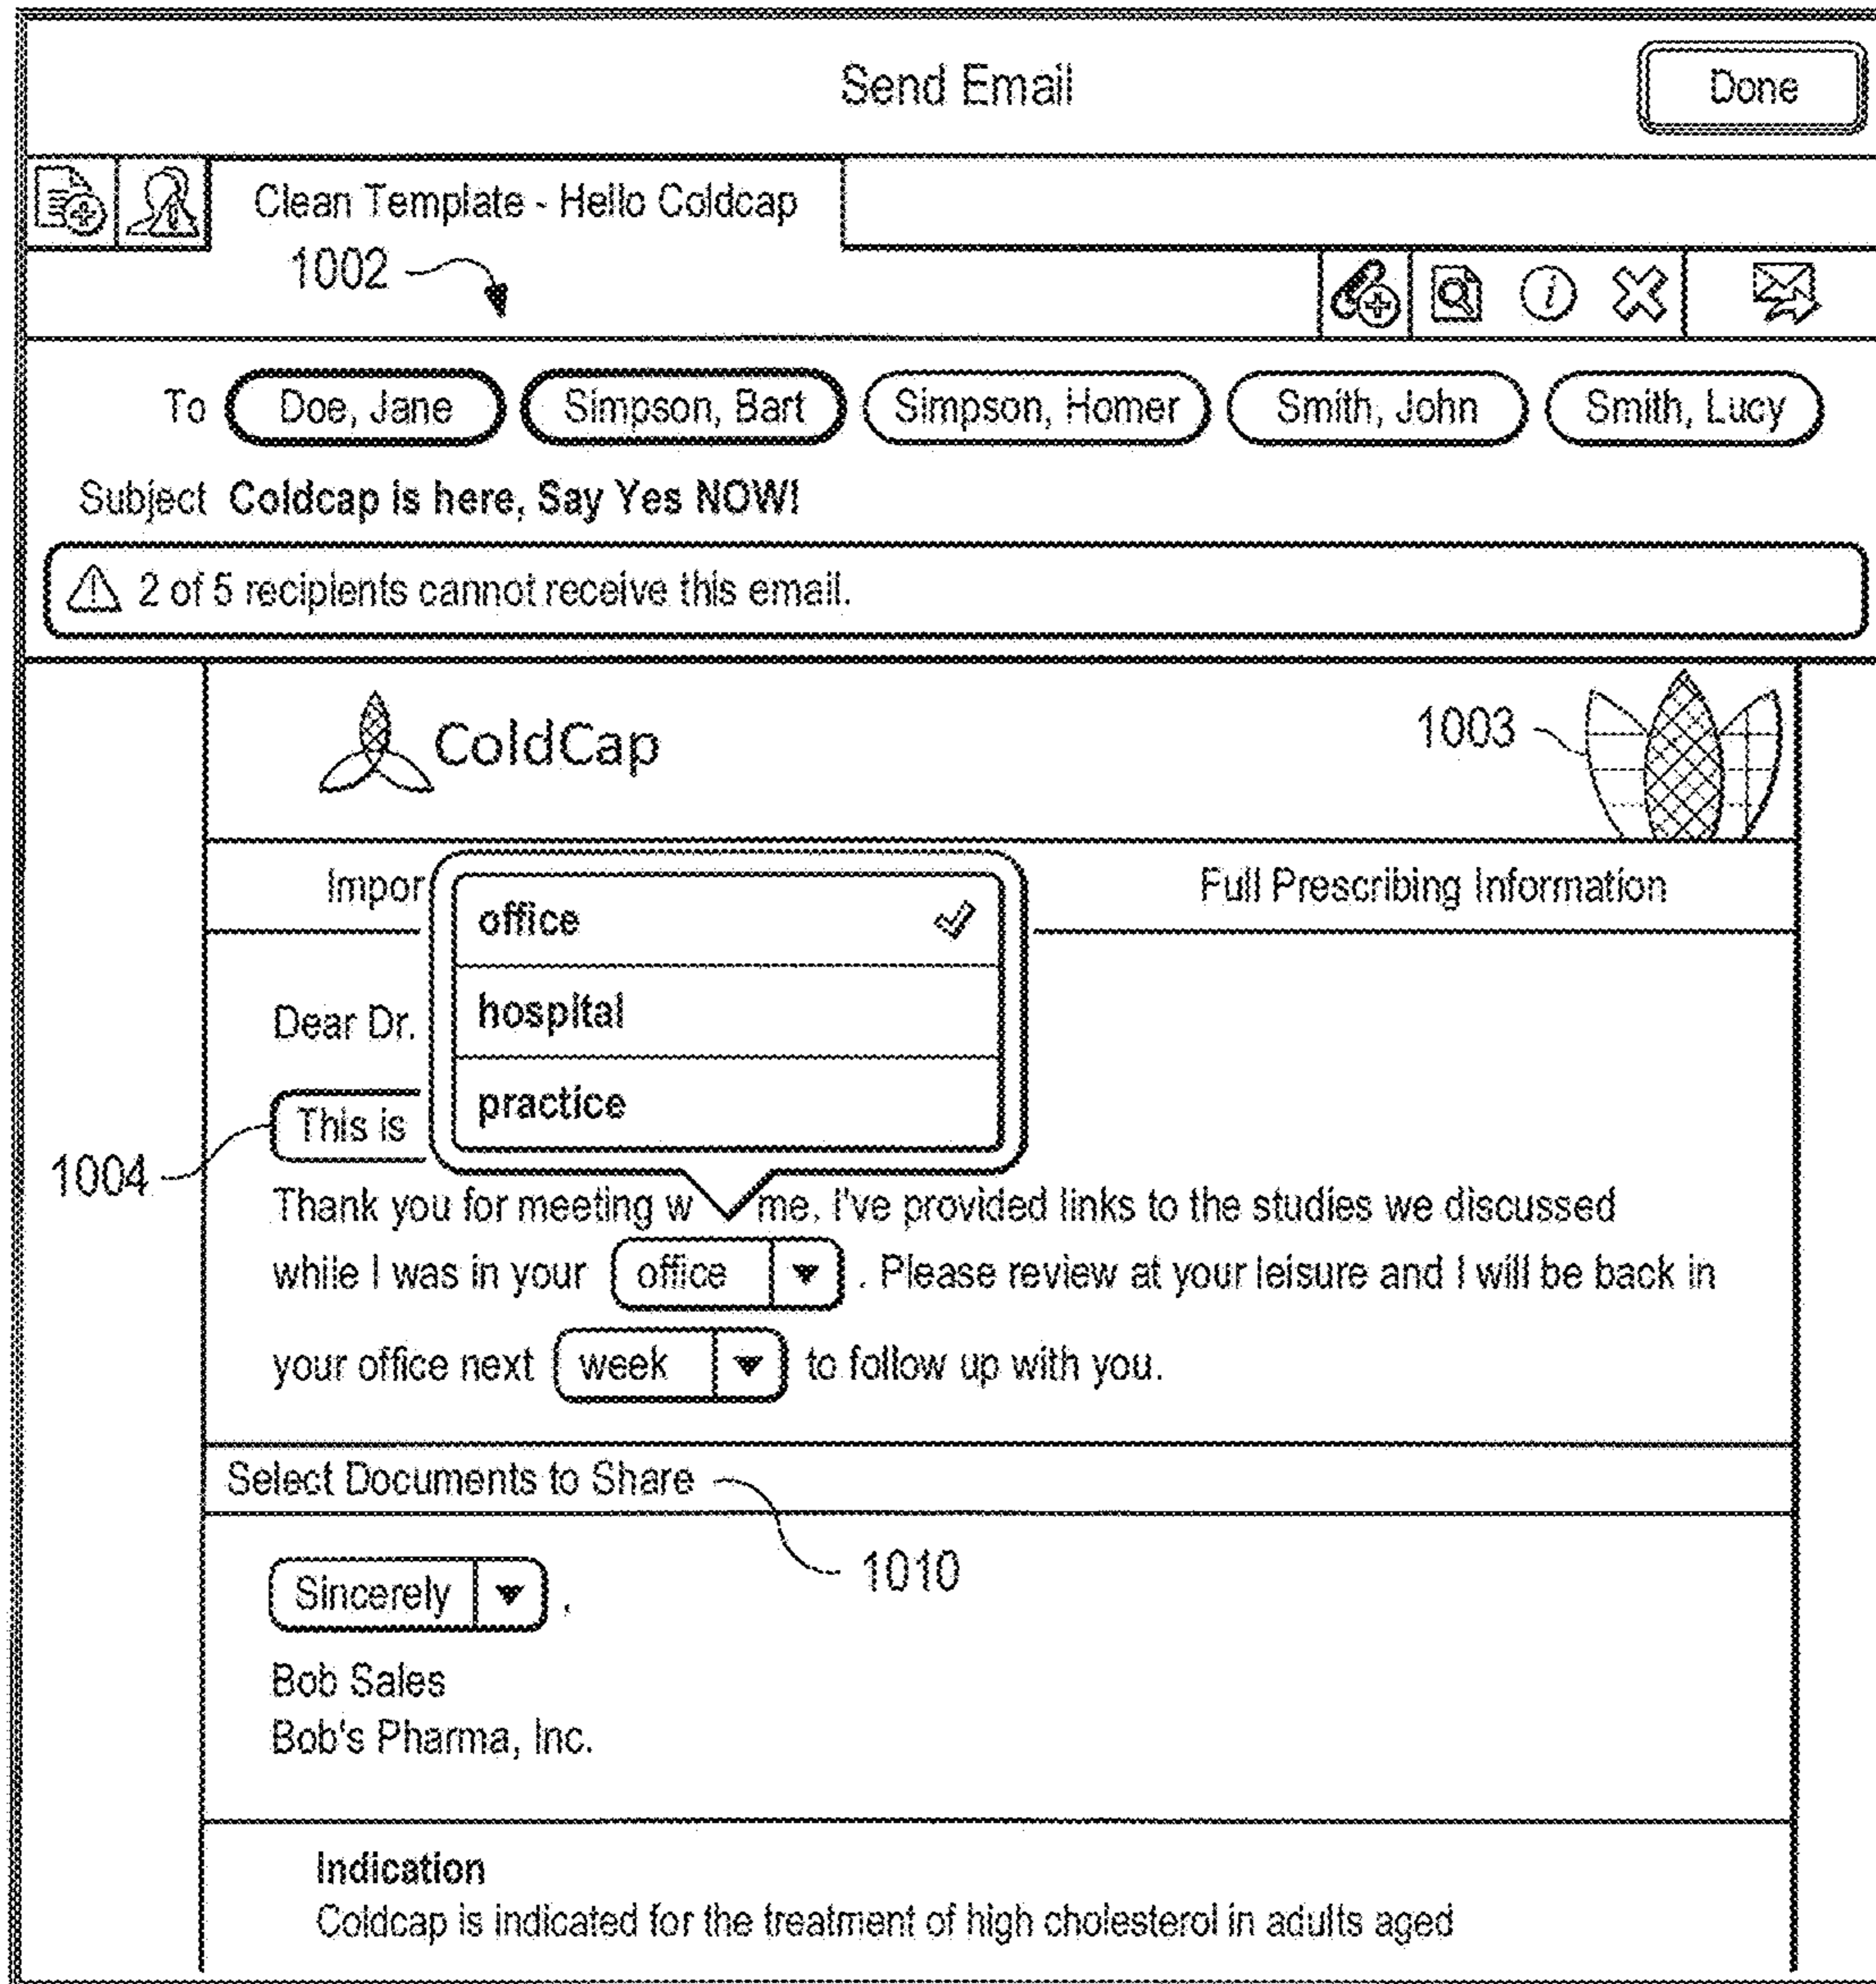 Send Email
Done
Clean Template - Hello Coldcap
1002
To Doe, Jane Simpson, Bart Simpson, Homer Smith, John Smith, Lucy
Subject Coldcap is here, Say Yes NOW!
2 of 5 recipients cannot receive this email.
ColdCap
1003
Impor
Full Prescribing Information
office
hospital
Dear Dr.
practice
This is
1004
Thank you for meeting w me. I've provided links to the studies we discussed
while I was in your office . Please review at your leisure and I will be back in
your office next week to follow up with you.
Select Documents to Share
1010
Sincerely ,
Bob Sales
Bob's Pharma, Inc.
Indication
Coldcap is indicated for the treatment of high cholesterol in adults aged